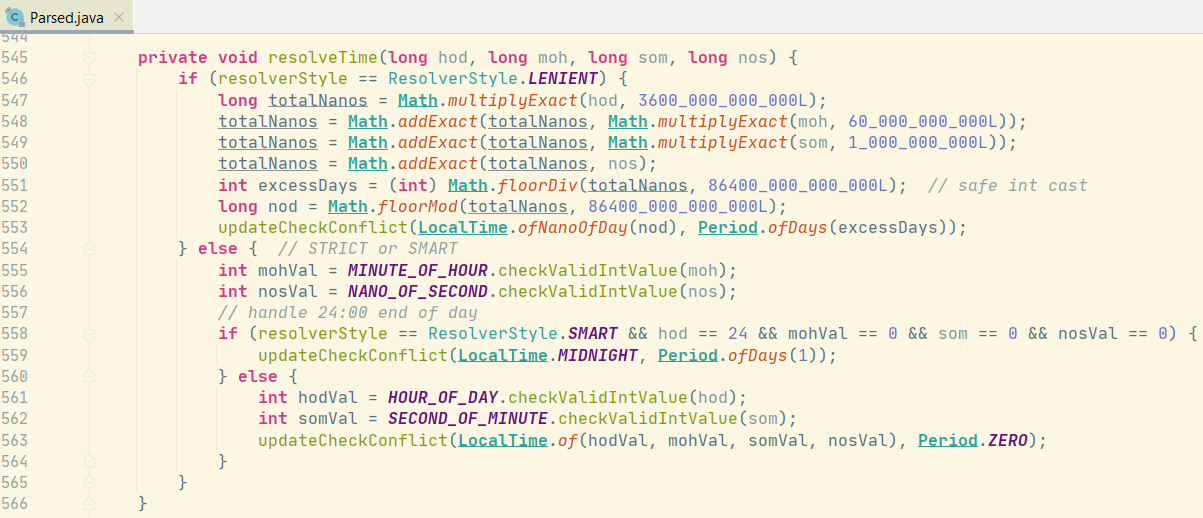 Parsed.java
544
545 private void resolveTime(long hod, long moh, long som, long nos) {
546 if (resolverStyle == ResolverStyle.LENIENT) {
547 long totalNanos = Math.multiplyExact(hod, 3600_000_000_000L);
548 totalNanos = Math.addExact(totalNanos, Math.multiplyExact(moh, 60_000_000_000L));
549 totalNanos = Math.addExact(totalNanos, Math.multiplyExact(som, 1_000_000_000L));
550 totalNanos = Math.addExact(totalNanos, nos);
551 int excessDays = (int) Math.floorDiv(totalNanos, 86400_000_000_000L);  // safe int cast
552 long nod = Math.floorMod(totalNanos, 86400_000_000_000L);
553 updateCheckConflict(LocalTime.ofNanoOfDay(nod), Period.ofDays(excessDays));
554 } else {  // STRICT or SMART
555 int mohVal = MINUTE_OF_HOUR.checkValidIntValue(moh);
556 int nosVal = NANO_OF_SECOND.checkValidIntValue(nos);
557 // handle 24:00 end of day
558 if (resolverStyle == ResolverStyle.SMART && hod == 24 && mohVal == 0 && som == 0 && nosVal == 0) {
559 updateCheckConflict(LocalTime.MIDNIGHT, Period.ofDays(1));
560 } else {
561 int hodVal = HOUR_OF_DAY.checkValidIntValue(hod);
562 int somVal = SECOND_OF_MINUTE.checkValidIntValue(som);
563 updateCheckConflict(LocalTime.of(hodVal, mohVal, somVal, nosVal), Period.ZERO);
564 }
565 }
566 }